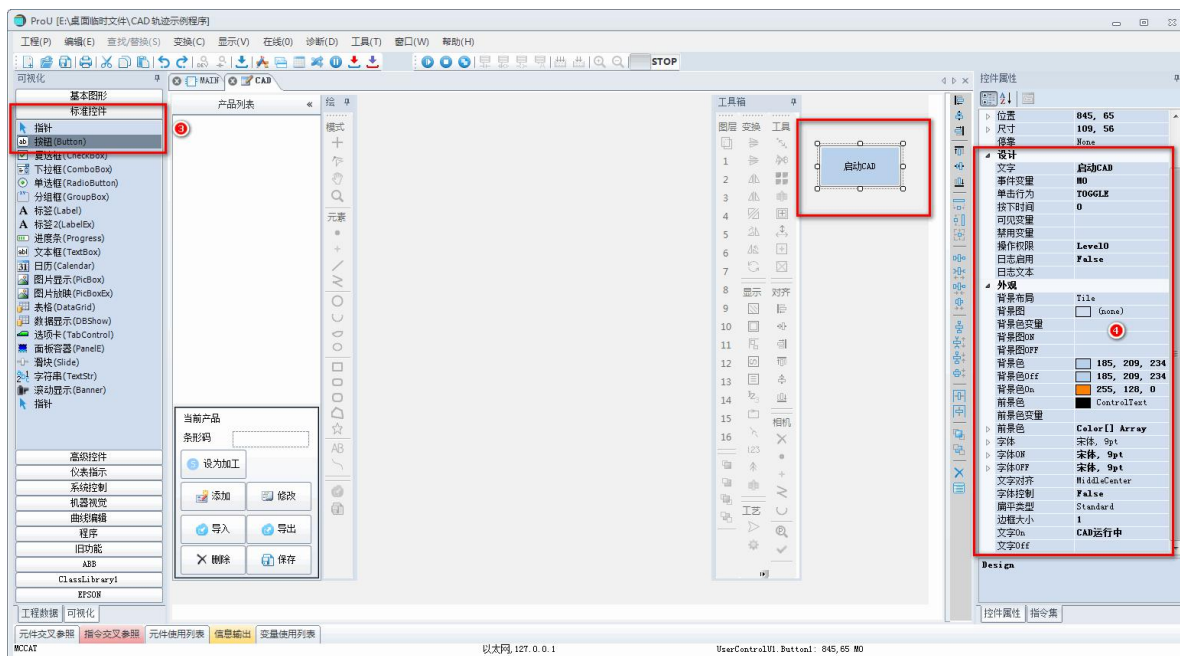 ProU [E:\桌面临时文件\CAD轨迹示例程序]
工程(P) 编辑(E) 查找/替换(S) 变换(C) 显示(V) 在线(O) 诊断(D) 工具(T) 窗口(W) 帮助(H)
STOP
可视化
基本图形
标准控件
指针
按钮(Button)
复选框(CheckBox)
下拉框(ComboBox)
单选框(RadioButton)
分组框(GroupBox)
A 标签(Label)
A 标签2(LabelEx)
进度条(Progress)
文本框(TextBox)
日历(Calendar)
图片显示(PicBox)
图片放映(PicBoxEx)
表格(DataGrid)
数据显示(DBShow)
选项卡(TabControl)
面板容器(PanelE)
滑块(Slide)
字符串(TextStr)
滚动显示(Banner)
指针
高级控件
仪表指示
系统控制
机器视觉
曲线编辑
程序
旧功能
ABB
ClassLibrary1
EPSON
工程数据 可视化
3
MAIN CAD
产品列表 «
当前产品
条形码
设为加工
添加 修改
导入 导出
删除 保存
绘
模式
元素
AB
工具箱
图层 变换 工具
1
2
3
4
5
6
7
8 显示 对齐
9
10
11
12
13
14
15 相机
16
123
工艺
启动CAD
控件属性
位置 845, 65
尺寸 109, 56
停靠 None
设计
文字 启动CAD
事件变量 M0
单击行为 TOGGLE
按下时间 0
可见变量
禁用变量
操作权限 Level0
日志启用 False
日志文本
外观
背景布局 Tile
背景图 (none)
背景色变量
4
背景图ON
背景图OFF
背景色 185, 209, 234
背景色Off 185, 209, 234
背景色On 255, 128, 0
前景色 ControlText
前景色变量
前景色 Color[] Array
字体 宋体, 9pt
字体ON 宋体, 9pt
字体OFF 宋体, 9pt
文字对齐 MiddleCenter
字体控制 False
扁平类型 Standard
边框大小 1
文字On CAD运行中
文字Off
Design
控件属性 指令集
元件交叉参照 指令交叉参照 元件使用列表 信息输出 变量使用列表
MCCAT 以太网,127.0.0.1 UserControlU1.Button1: 845,65 M0